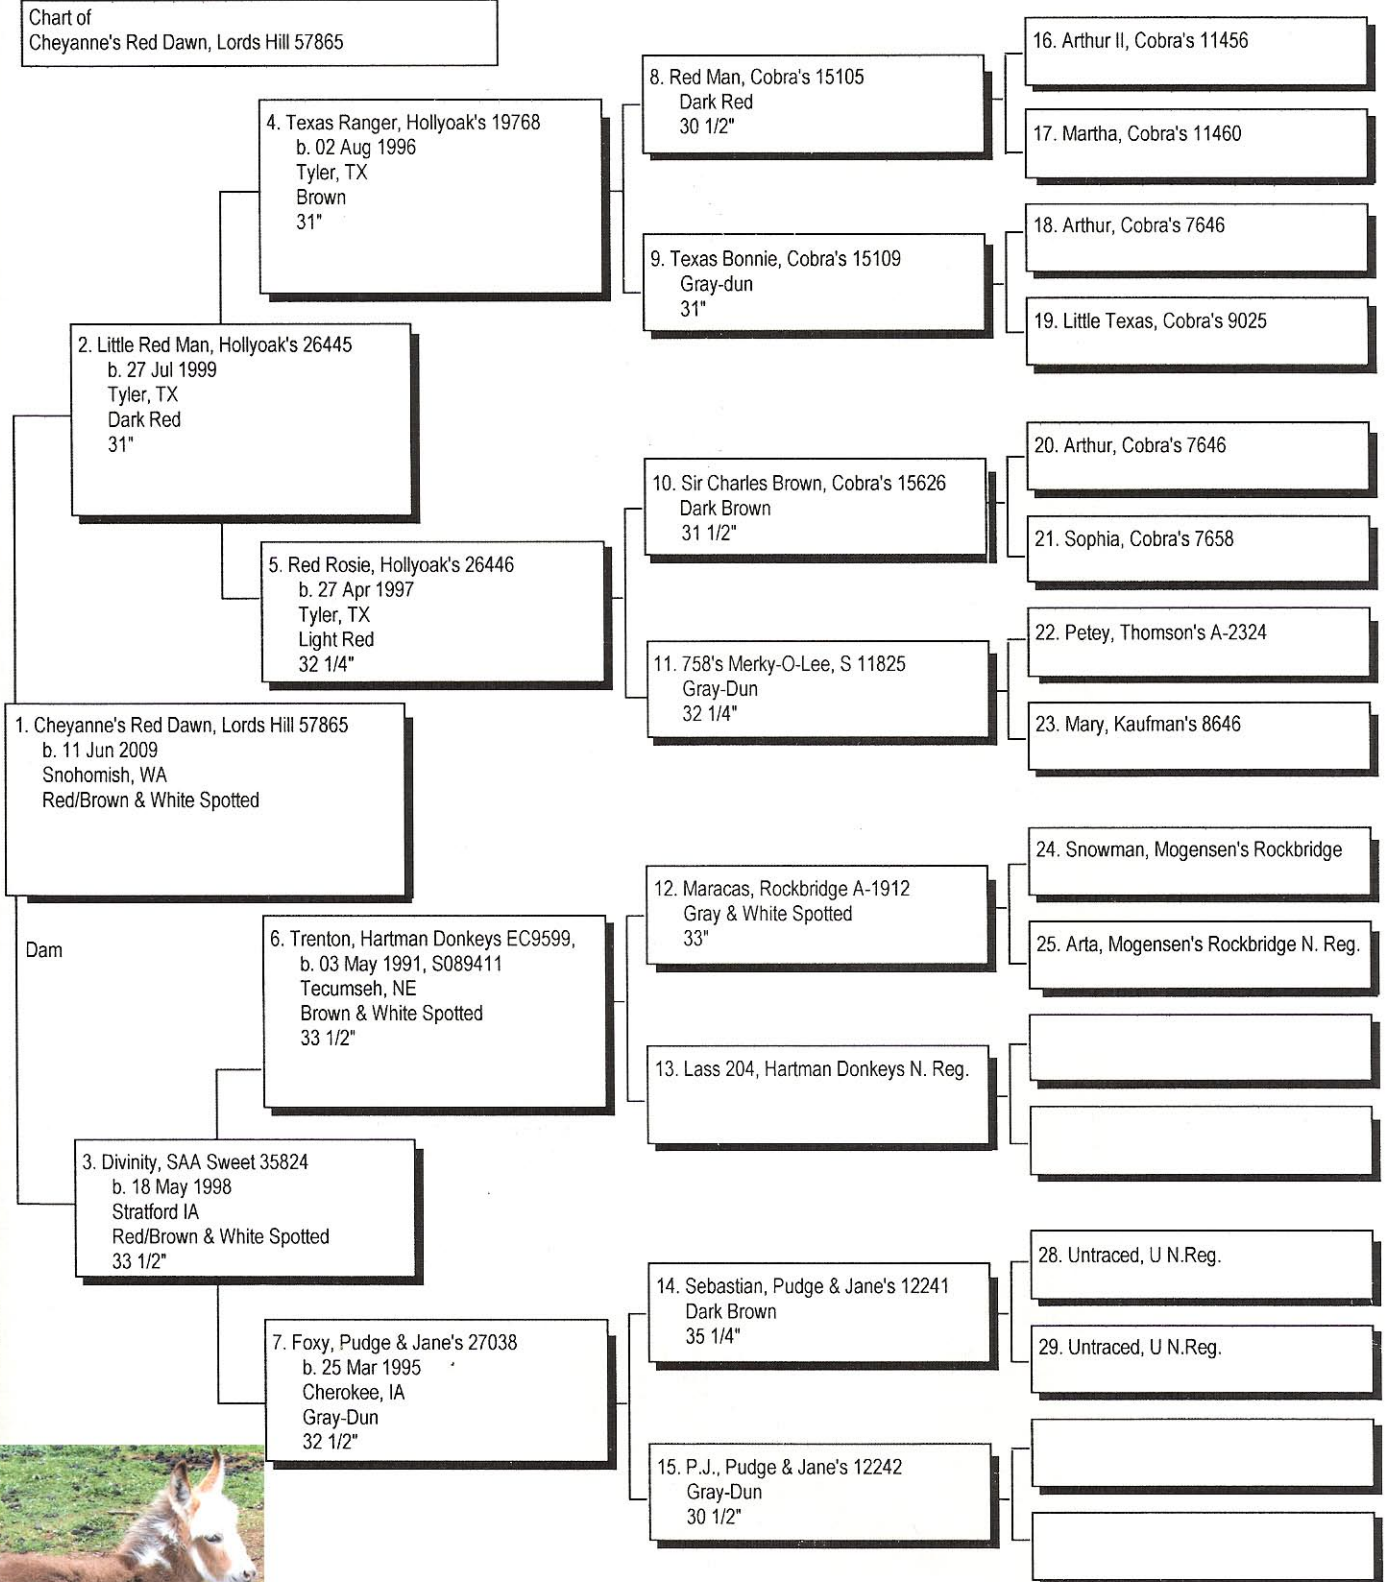 Chart of
Cheyanne's Red Dawn, Lords Hill 57865
1. Cheyanne's Red Dawn, Lords Hill 57865
b. 11 Jun 2009
Snohomish, WA
Red/Brown & White Spotted
Dam
2. Little Red Man, Hollyoak's 26445
b. 27 Jul 1999
Tyler, TX
Dark Red
31"
3. Divinity, SAA Sweet 35824
b. 18 May 1998
Stratford IA
Red/Brown & White Spotted
33 1/2"
4. Texas Ranger, Hollyoak's 19768
b. 02 Aug 1996
Tyler, TX
Brown
31"
5. Red Rosie, Hollyoak's 26446
b. 27 Apr 1997
Tyler, TX
Light Red
32 1/4"
6. Trenton, Hartman Donkeys EC9599,
b. 03 May 1991, S089411
Tecumseh, NE
Brown & White Spotted
33 1/2"
7. Foxy, Pudge & Jane's 27038
b. 25 Mar 1995
Cherokee, IA
Gray-Dun
32 1/2"
8. Red Man, Cobra's 15105
Dark Red
30 1/2"
9. Texas Bonnie, Cobra's 15109
Gray-dun
31"
10. Sir Charles Brown, Cobra's 15626
Dark Brown
31 1/2"
11. 758's Merky-O-Lee, S 11825
Gray-Dun
32 1/4"
12. Maracas, Rockbridge A-1912
Gray & White Spotted
33"
13. Lass 204, Hartman Donkeys N. Reg.
14. Sebastian, Pudge & Jane's 12241
Dark Brown
35 1/4"
15. P.J., Pudge & Jane's 12242
Gray-Dun
30 1/2"
16. Arthur II, Cobra's 11456
17. Martha, Cobra's 11460
18. Arthur, Cobra's 7646
19. Little Texas, Cobra's 9025
20. Arthur, Cobra's 7646
21. Sophia, Cobra's 7658
22. Petey, Thomson's A-2324
23. Mary, Kaufman's 8646
24. Snowman, Mogensen's Rockbridge
25. Arta, Mogensen's Rockbridge N. Reg.
28. Untraced, U N.Reg.
29. Untraced, U N.Reg.